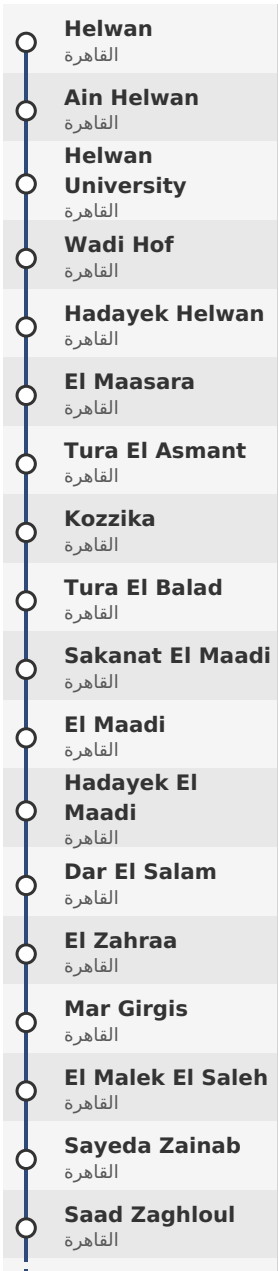 Helwan
القاهرة
Ain Helwan
القاهرة
Helwan
University
القاهرة
Wadi Hof
القاهرة
Hadayek Helwan
القاهرة
El Maasara
القاهرة
Tura El Asmant
القاهرة
Kozzika
القاهرة
Tura El Balad
القاهرة
Sakanat El Maadi
القاهرة
El Maadi
القاهرة
Hadayek El
Maadi
القاهرة
Dar El Salam
القاهرة
El Zahraa
القاهرة
Mar Girgis
القاهرة
El Malek El Saleh
القاهرة
Sayeda Zainab
القاهرة
Saad Zaghloul
القاهرة